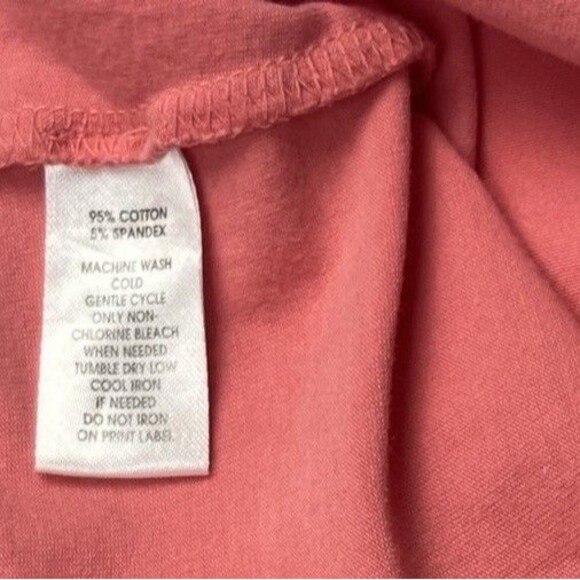 95% COTTON
5% SPANDEX
MACHINE WASH
COLD
GENTLE CYCLE
ONLY NON-
CHLORINE BLEACH
WHEN NEEDED
TUMBLE DRY LOW
COOL IRON
IF NEEDED
DO NOT IRON
ON PRINT LABEL.